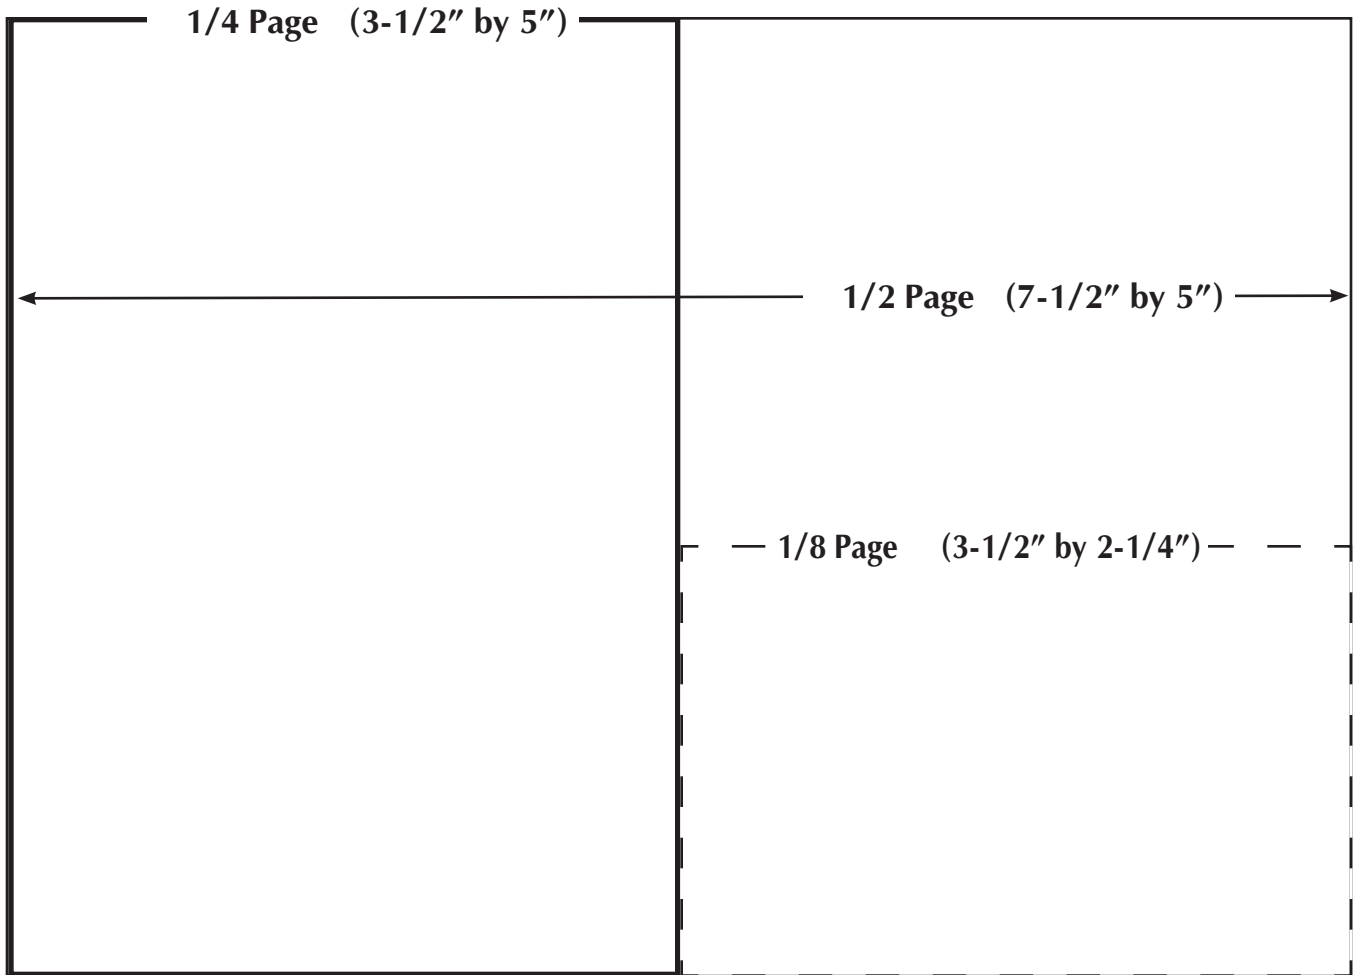 1/4 Page (3-1/2″ by 5″)
1/2 Page (7-1/2″ by 5″)
1/8 Page (3-1/2″ by 2-1/4″)